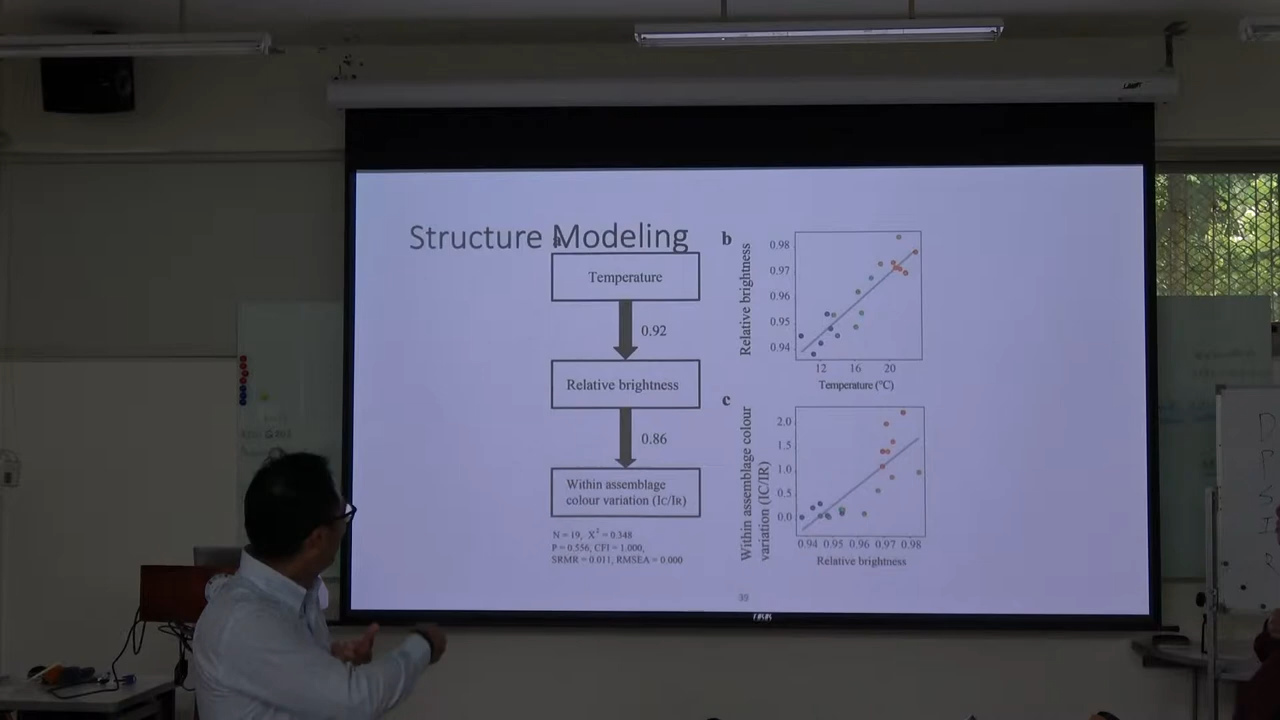 Structure Modeling
a
Temperature
0.92
Relative brightness
0.86
Within assemblage
colour variation (IC/IR)
N = 19, X² = 0.348
P = 0.556, CFI = 1.000,
SRMR = 0.011, RMSEA = 0.000
b
Relative brightness
0.98
0.97
0.96
0.95
0.94
12 16 20
Temperature (°C)
c
Within assemblage colour
variation (IC/IR)
2.0
1.5
1.0
0.5
0.0
0.94 0.95 0.96 0.97 0.98
Relative brightness
39
D
P
S
I
R